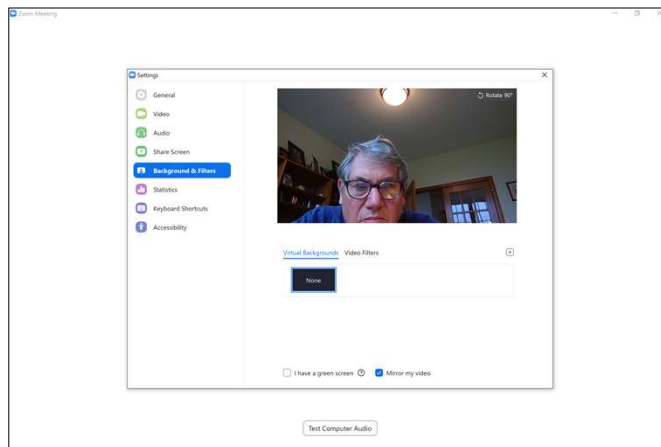 Zoom Meeting
Settings
General
Video
Audio
Share Screen
Background & Filters
Statistics
Keyboard Shortcuts
Accessibility
Rotate 90°
Virtual Backgrounds Video Filters
None
I have a green screen Mirror my video
Test Computer Audio